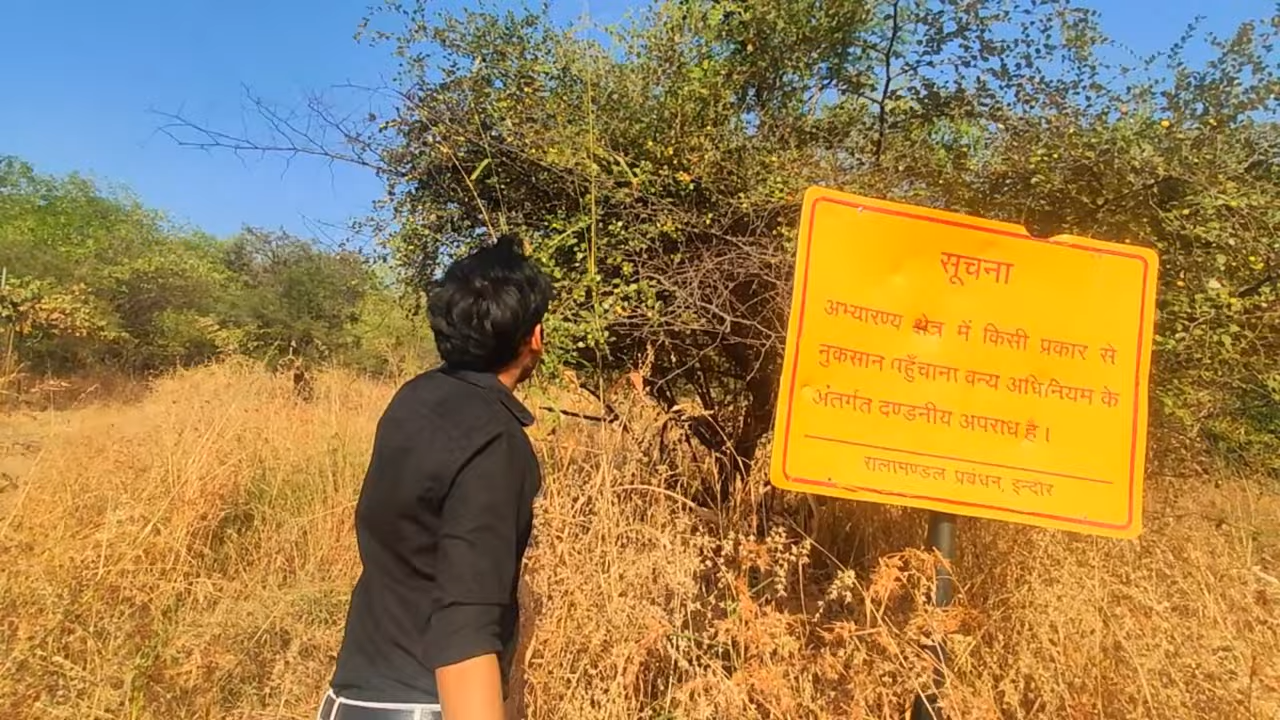 सूचना
अभ्यारण्य क्षेत्र में किसी प्रकार से
नुकसान पहुँचाना वन्य अधिनियम के
अंतर्गत दण्डनीय अपराध है।
रालामण्डल प्रबंधन, इन्दौर